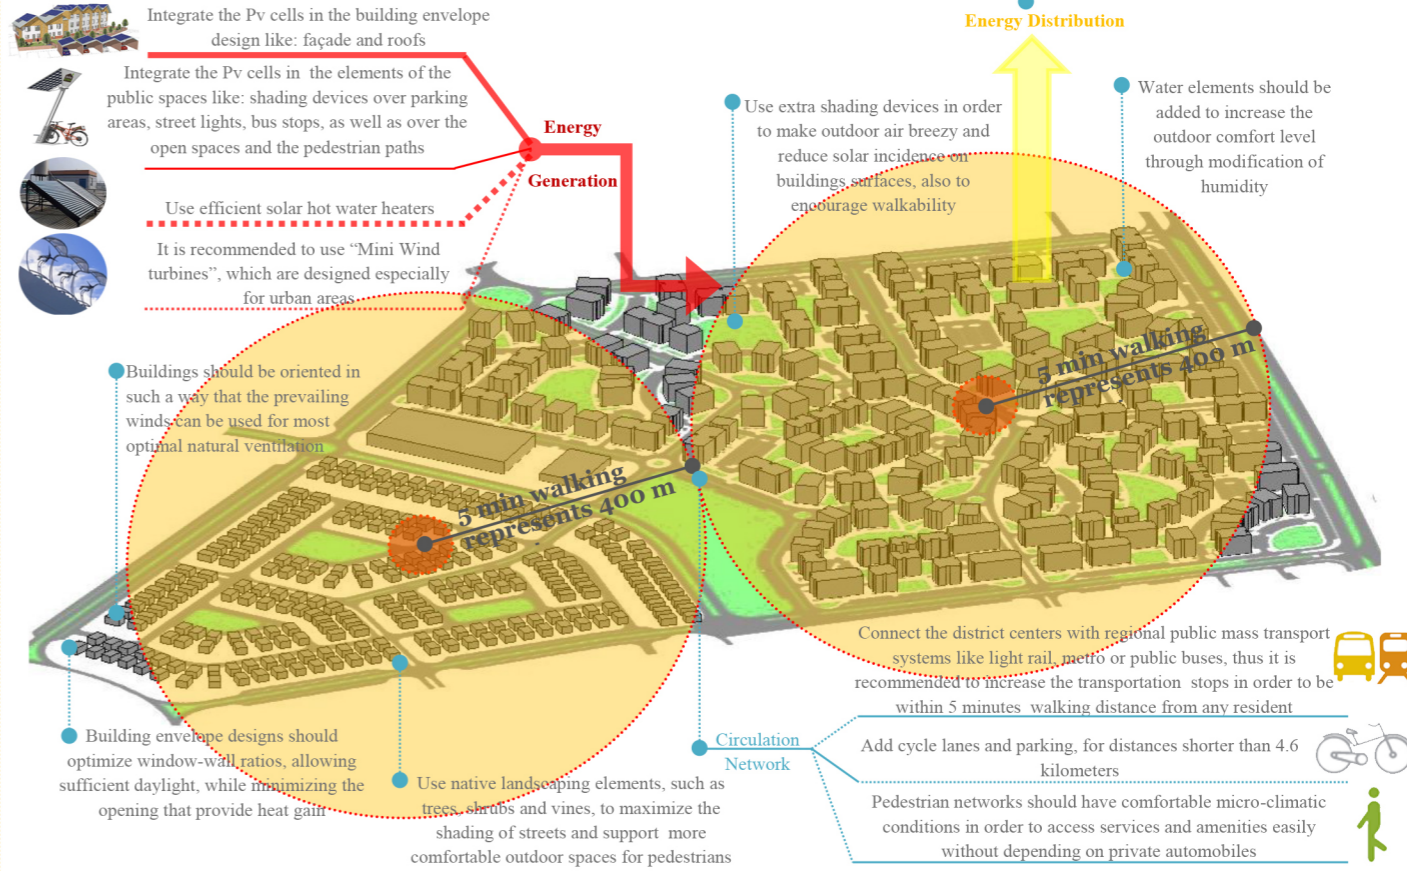 Integrate the Pv cells in the building envelope
design like: façade and roofs
Integrate the Pv cells in  the elements of the
public spaces like: shading devices over parking
areas, street lights, bus stops, as well as over the
open spaces and the pedestrian paths
Use efficient solar hot water heaters
It is recommended to use “Mini Wind
turbines”, which are designed especially
for urban areas
Energy
Generation
Energy Distribution
Use extra shading devices in order
to make outdoor air breezy and
reduce solar incidence on
buildings surfaces, also to
encourage walkability
Water elements should be
added to increase the
outdoor comfort level
through modification of
humidity
Buildings should be oriented in
such a way that the prevailing
winds can be used for most
optimal natural ventilation
5 min walking
represents 400 m
5 min walking
represents 400 m
Building envelope designs should
optimize window-wall ratios, allowing
sufficient daylight, while minimizing the
opening that provide heat gain
Use native landscaping elements, such as
trees, shrubs and vines, to maximize the
shading of streets and support  more
comfortable outdoor spaces for pedestrians
Circulation
Network
Connect the district centers with regional public mass transport
systems like light rail, metro or public buses, thus it is
recommended to increase the transportation  stops in order to be
within 5 minutes  walking distance from any resident
Add cycle lanes and parking, for distances shorter than 4.6
kilometers
Pedestrian networks should have comfortable micro-climatic
conditions in order to access services and amenities easily
without depending on private automobiles